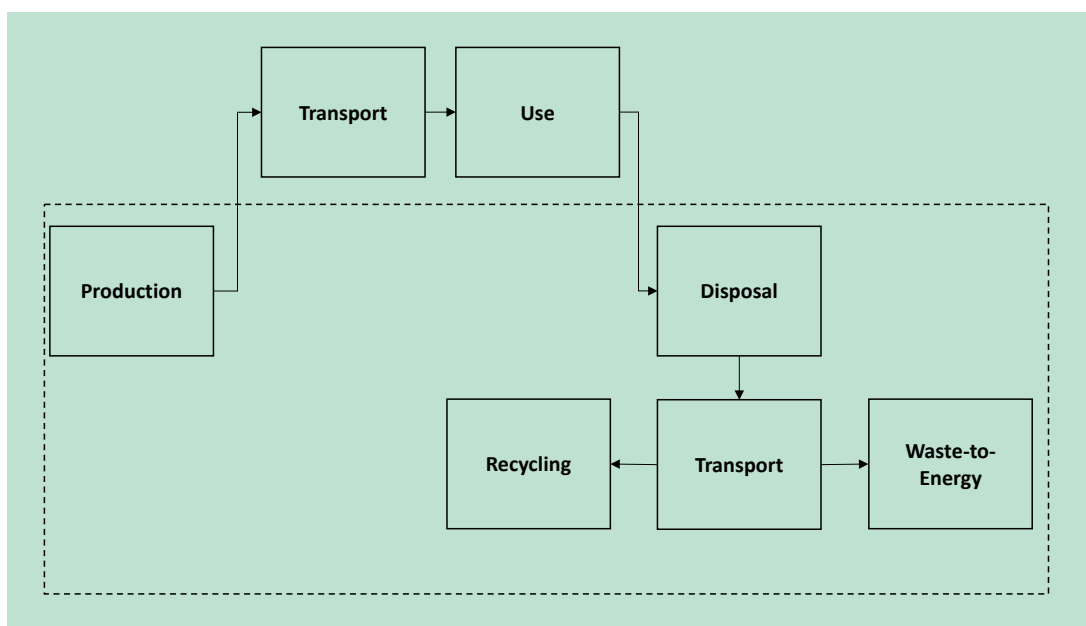 Transport
Use
Production
Disposal
Recycling
Transport
Waste-to-
Energy